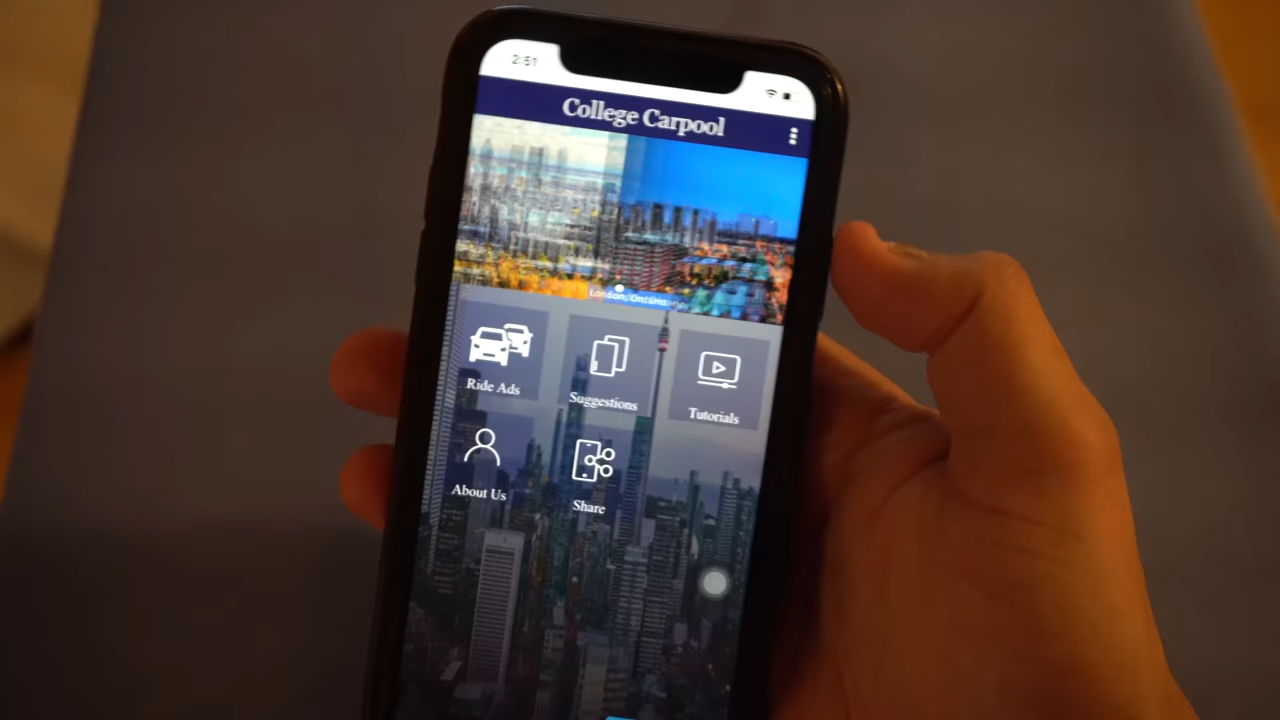 2:51
College Carpool
London, Ontario
Ride Ads
Suggestions
Tutorials
About Us
Share